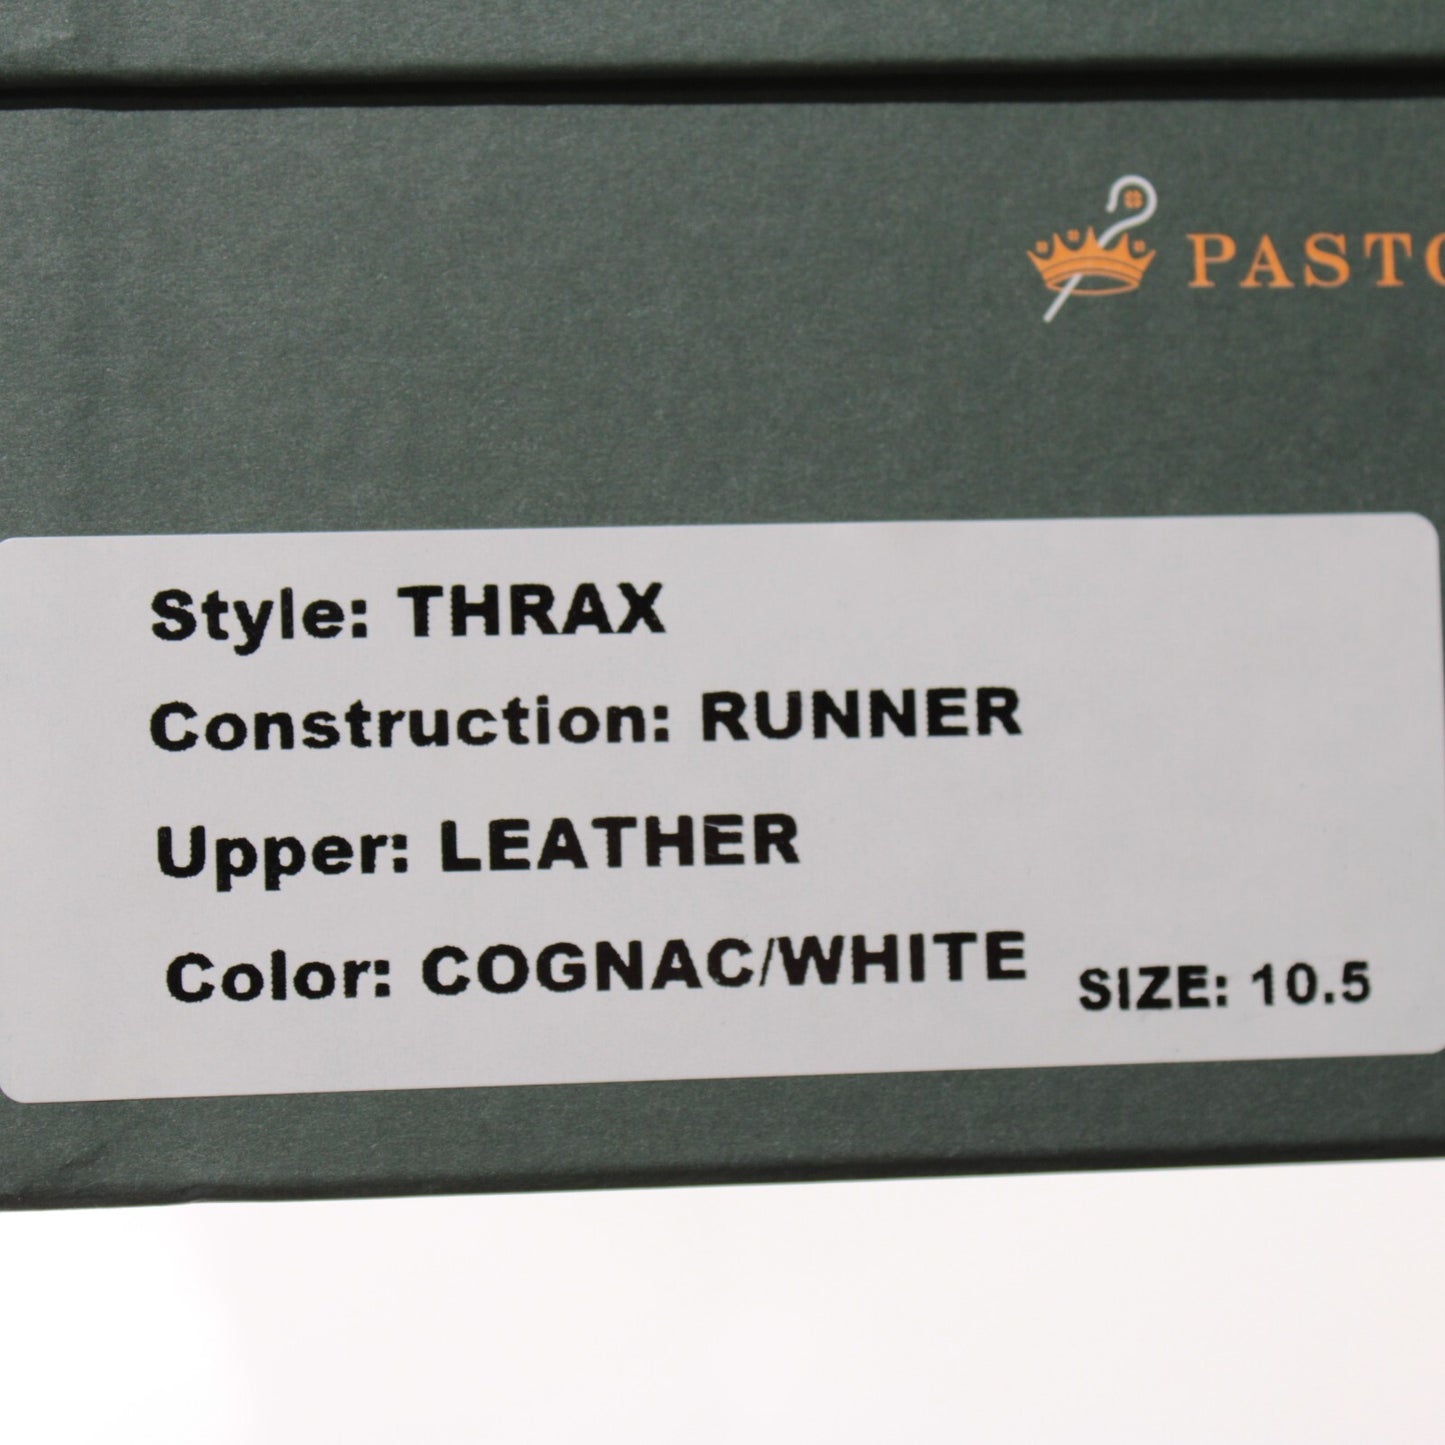 PASTO
Style: THRAX
Construction: RUNNER
Upper: LEATHER
Color: COGNAC/WHITE
SIZE: 10.5